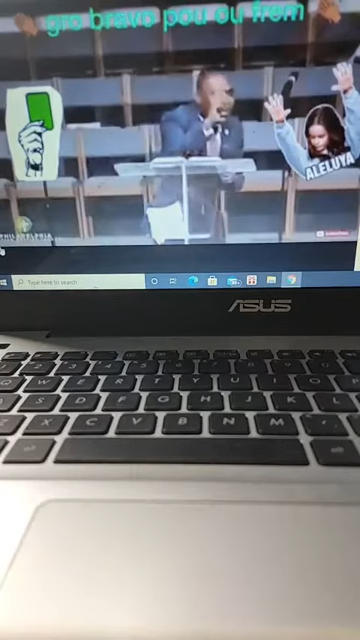 gro bravo pou ou frem
ALELUYA
Type here to search
ASUS
Q W E R T Y U I O
S D F G H J K L
X C V B N M